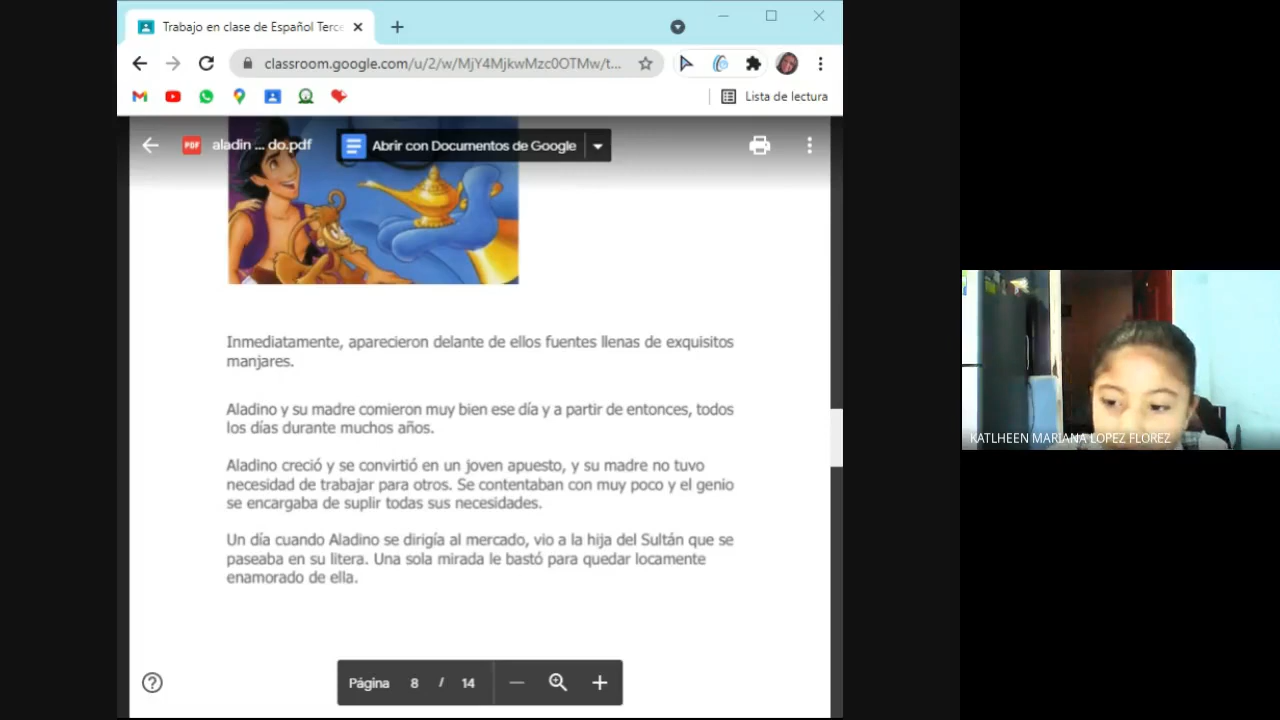 Trabajo en clase de Español Terce
classroom.google.com/u/2/w/MjY4MjkwMzc0OTMw/t...
Lista de lectura
PDF aladin ... do.pdf Abrir con Documentos de Google
Inmediatamente, aparecieron delante de ellos fuentes llenas de exquisitos
manjares.
Aladino y su madre comieron muy bien ese día y a partir de entonces, todos
los días durante muchos años.
Aladino creció y se convirtió en un joven apuesto, y su madre no tuvo
necesidad de trabajar para otros. Se contentaban con muy poco y el genio
se encargaba de suplir todas sus necesidades.
Un día cuando Aladino se dirigía al mercado, vio a la hija del Sultán que se
paseaba en su litera. Una sola mirada le bastó para quedar locamente
enamorado de ella.
Página 8 / 14
KATLHEEN MARIANA LOPEZ FLOREZ